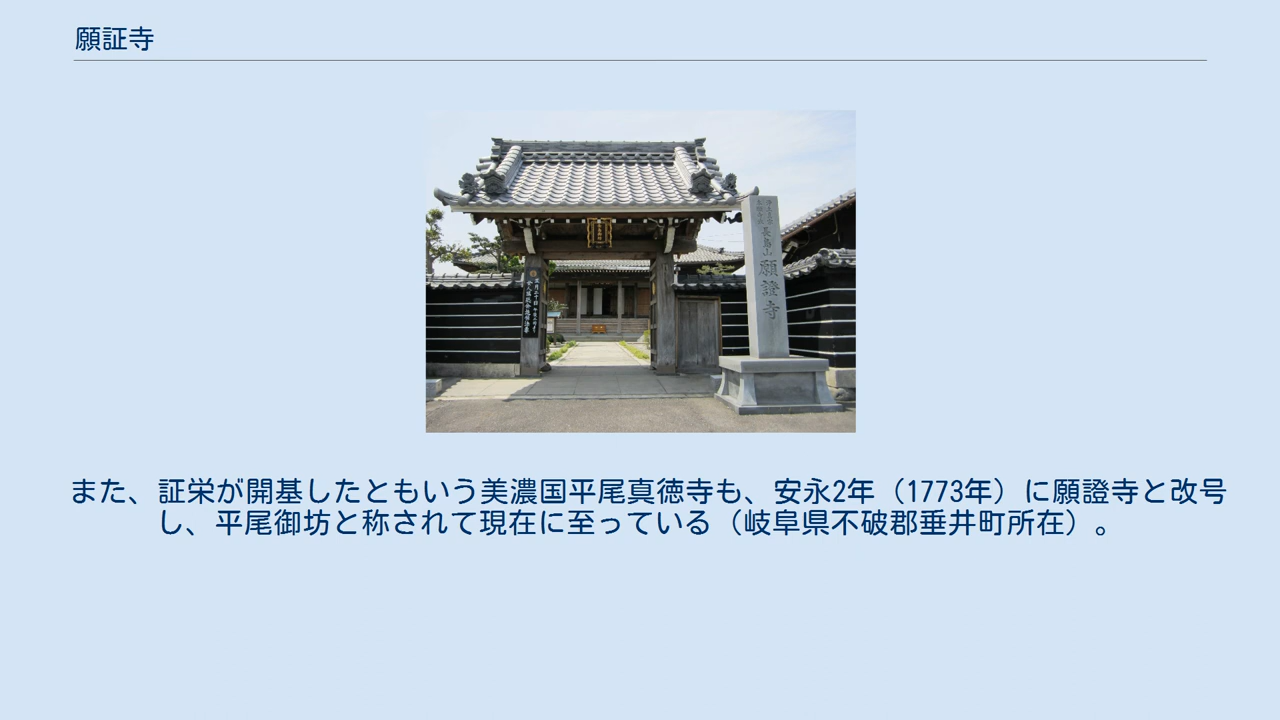 願証寺
長島山
願證寺
また、証栄が開基したともいう美濃国平尾真徳寺も、安永2年（1773年）に願證寺と改号
し、平尾御坊と称されて現在に至っている（岐阜県不破郡垂井町所在）。